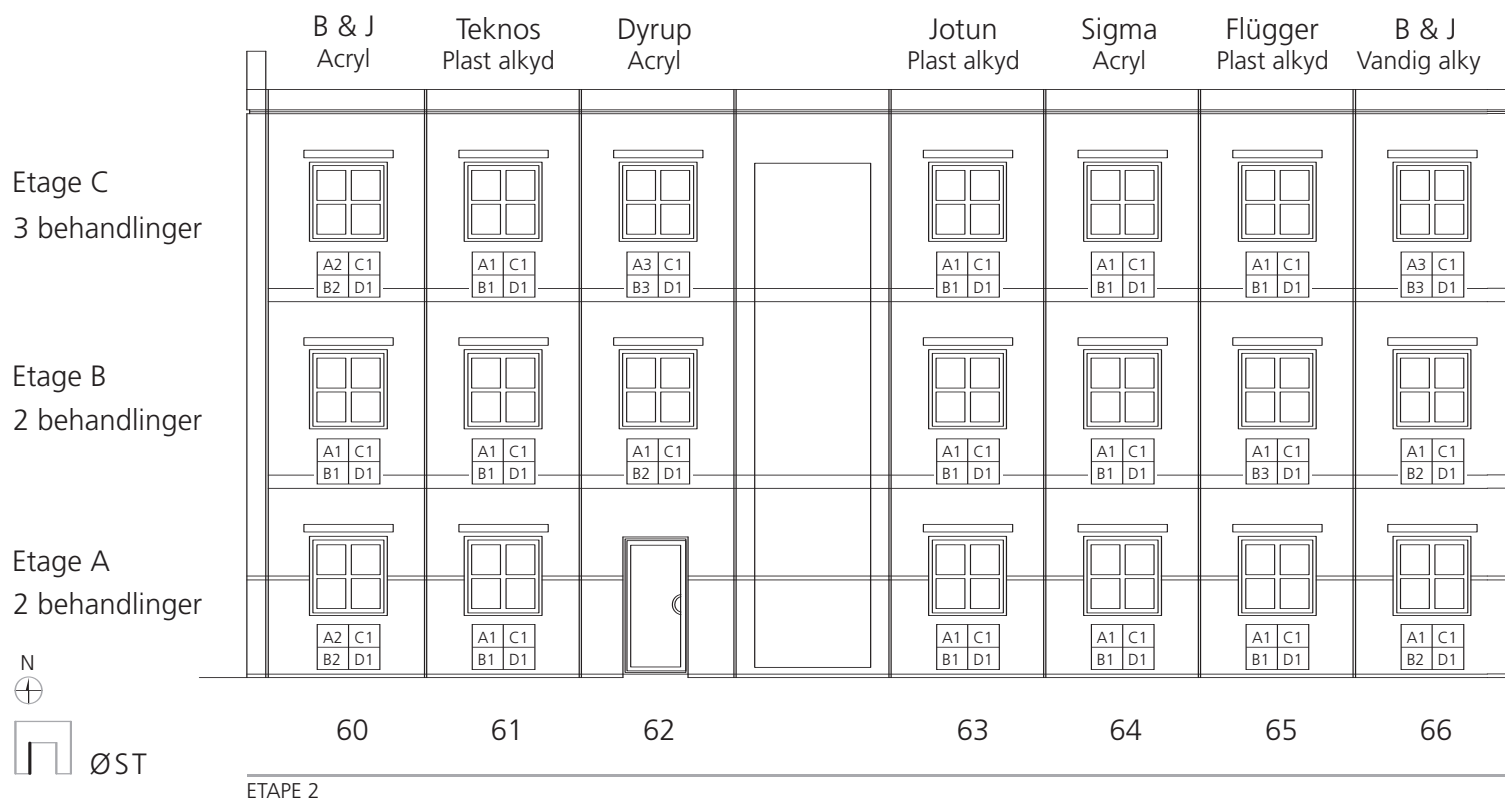 B & J Teknos Dyrup Jotun Sigma Flügger B & J
Acryl Plast alkyd Acryl Plast alkyd Acryl Plast alkyd Vandig alky
Etage C
3 behandlinger
A2 C1 A1 C1 A3 C1 A1 C1 A1 C1 A1 C1 A3 C1
B2 D1 B1 D1 B3 D1 B1 D1 B1 D1 B1 D1 B3 D1
Etage B
2 behandlinger
A1 C1 A1 C1 A1 C1 A1 C1 A1 C1 A1 C1 A1 C1
B1 D1 B1 D1 B2 D1 B1 D1 B1 D1 B3 D1 B2 D1
Etage A
2 behandlinger
A2 C1 A1 C1 A1 C1 A1 C1 A1 C1 A1 C1
B2 D1 B1 D1 B1 D1 B1 D1 B1 D1 B2 D1
N
60 61 62 63 64 65 66
ØST
ETAPE 2